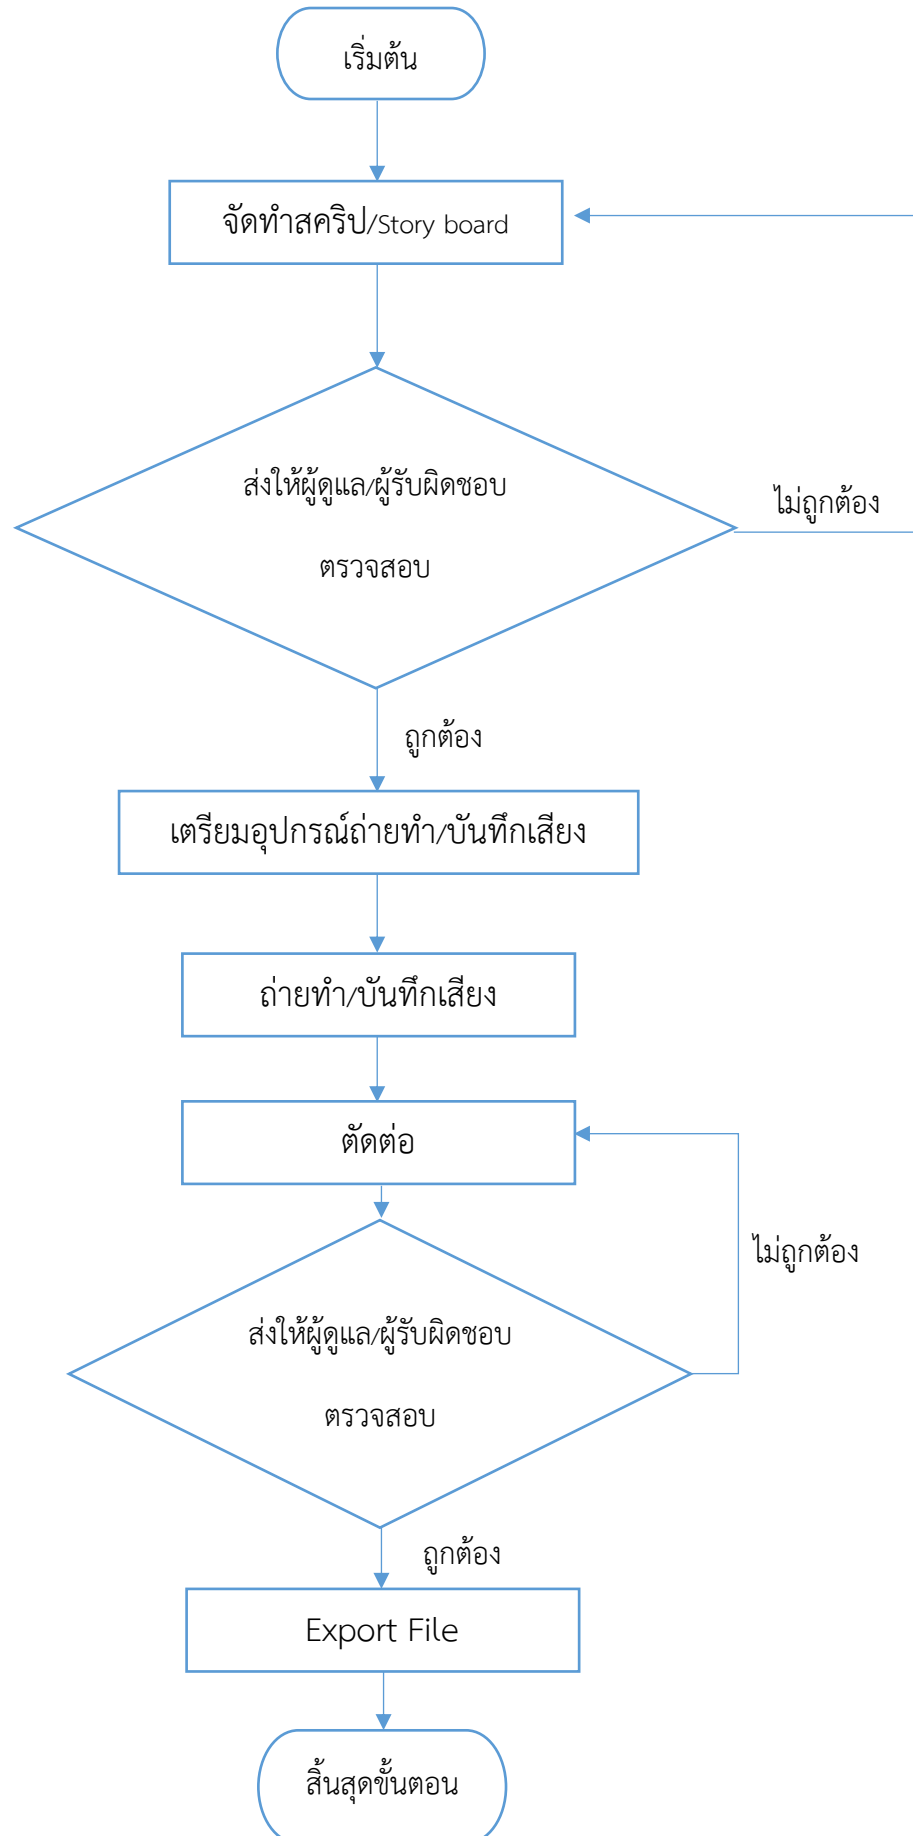 เริ่มต้น
จัดทำสคริป/Story board
ส่งให้ผู้ดูแล/ผู้รับผิดชอบ
ตรวจสอบ
ไม่ถูกต้อง
ถูกต้อง
เตรียมอุปกรณ์ถ่ายทำ/บันทึกเสียง
ถ่ายทำ/บันทึกเสียง
ตัดต่อ
ไม่ถูกต้อง
ส่งให้ผู้ดูแล/ผู้รับผิดชอบ
ตรวจสอบ
ถูกต้อง
Export File
สิ้นสุดขั้นตอน